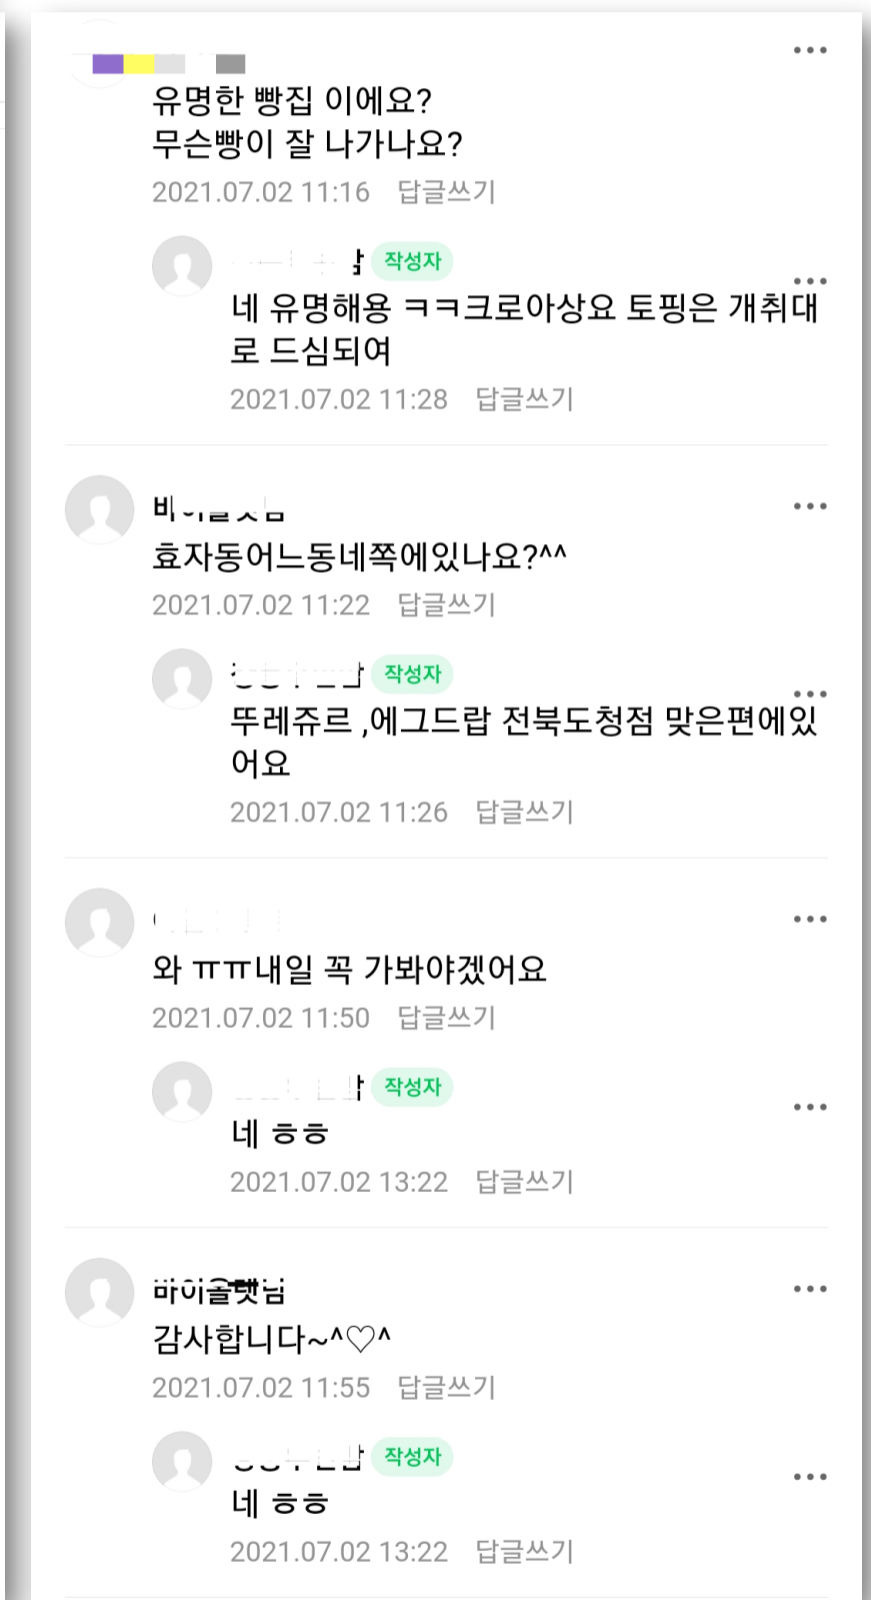 유명한 빵집 이에요?
무슨빵이 잘 나가나요?
2021.07.02 11:16 답글쓰기
작성자
네 유명해용 ㅋㅋ크로아상요 토핑은 개취대
로 드심되여
2021.07.02 11:28 답글쓰기
효자동어느동네쪽에있나요?^^
2021.07.02 11:22 답글쓰기
작성자
뚜레쥬르 ,에그드랍 전북도청점 맞은편에있
어요
2021.07.02 11:26 답글쓰기
와 ㅠㅠ내일 꼭 가봐야겠어요
2021.07.02 11:50 답글쓰기
작성자
네 ㅎㅎ
2021.07.02 13:22 답글쓰기
감사합니다~^♡^
2021.07.02 11:55 답글쓰기
작성자
네 ㅎㅎ
2021.07.02 13:22 답글쓰기